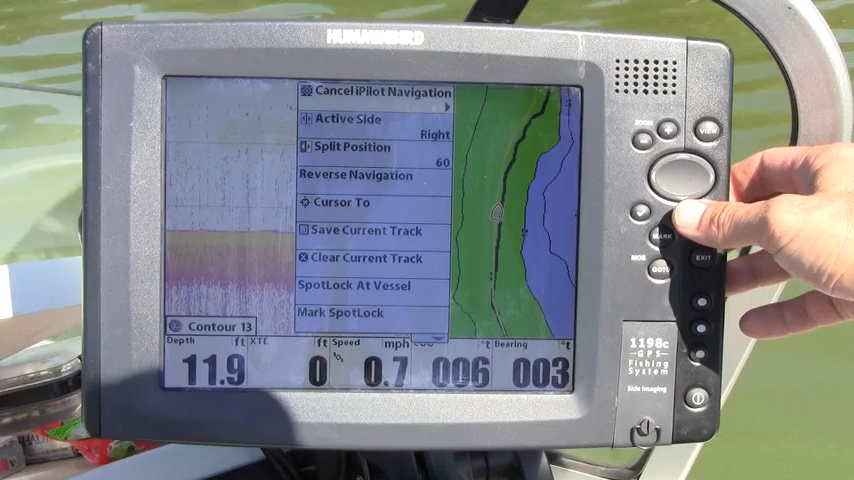 HUMMINBIRD
Cancel iPilot Navigation
Active Side
Right
Split Position
60
Reverse Navigation
Cursor To
Save Current Track
Clear Current Track
SpotLock At Vessel
Mark SpotLock
Contour 13
Depth ft
11.9
XTE ft
0
Speed mph
0.7
°t
006
Bearing °t
003
ZOOM
+
-
VIEW
MARK
MOB
GOTO
EXIT
1198c
GPS
Fishing
System
Side Imaging